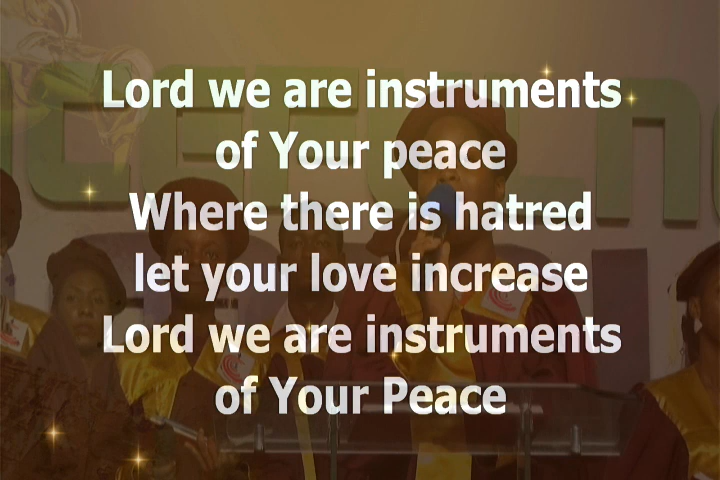 Lord we are instruments
of Your peace
Where there is hatred
let your love increase
Lord we are instruments
of Your Peace